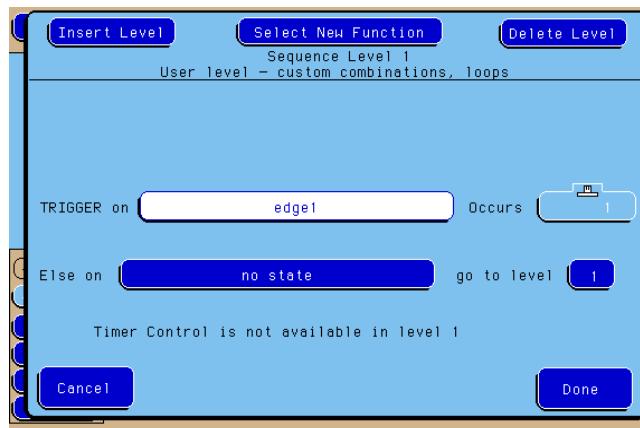 Insert Level Select New Function Delete Level
Sequence Level 1
User level – custom combinations, loops
TRIGGER on edge1 Occurs 1
Else on no state go to level 1
Timer Control is not available in level 1
Cancel Done